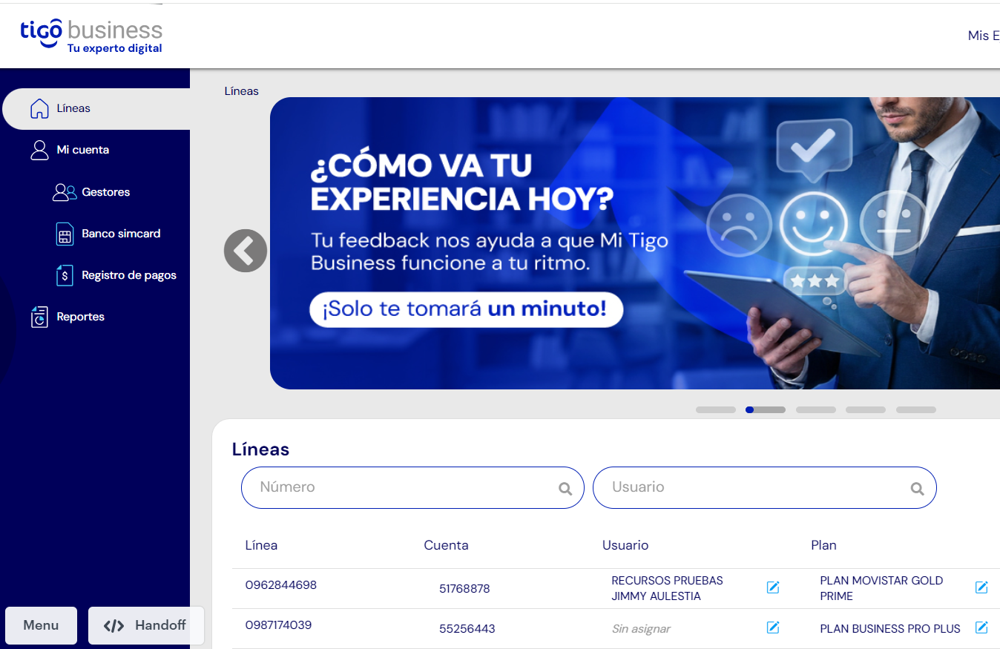 tigo business
Tu experto digital
Mis E
Líneas
Mi cuenta
Gestores
Banco simcard
Registro de pagos
Reportes
Menu
Handoff
Líneas
¿CÓMO VA TU
EXPERIENCIA HOY?
Tu feedback nos ayuda a que Mi Tigo
Business funcione a tu ritmo.
¡Solo te tomará un minuto!
Líneas
Número
Usuario
Línea Cuenta Usuario Plan
0962844698 51768878 RECURSOS PRUEBAS JIMMY AULESTIA PLAN MOVISTAR GOLD PRIME
0987174039 55256443 Sin asignar PLAN BUSINESS PRO PLUS